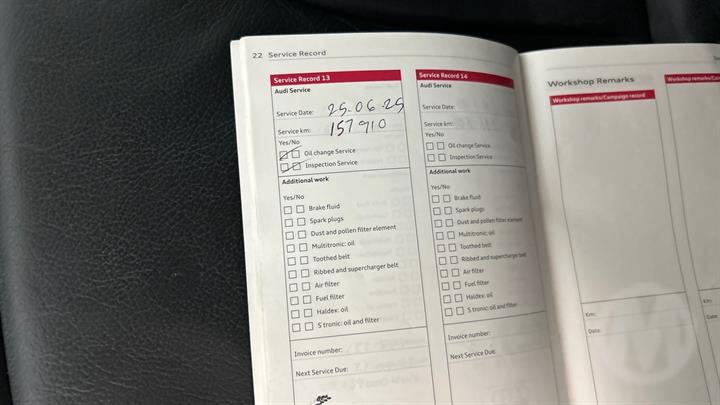 22 Service Record
Service Record 13
Audi Service
Service Date: 25.06.25
Service km: 157910
Yes/No
Oil change Service
Inspection Service
Additional work
Yes/No
Brake fluid
Spark plugs
Dust and pollen filter element
Multitronic: oil
Toothed belt
Ribbed and supercharger belt
Air filter
Fuel filter
Haldex: oil
S tronic: oil and filter
Invoice number:
Next Service Due:
Service Record 14
Audi Service
Service Date:
Service km:
Yes/No
Oil change Service
Inspection Service
Additional work
Yes/No
Brake fluid
Spark plugs
Dust and pollen filter element
Multitronic: oil
Toothed belt
Ribbed and supercharger belt
Air filter
Fuel filter
Haldex: oil
S tronic: oil and filter
Invoice number:
Next Service Due:
Workshop Remarks
Workshop remarks/Campaign record
Km:
Date:
Workshop remarks/
Km:
Date: